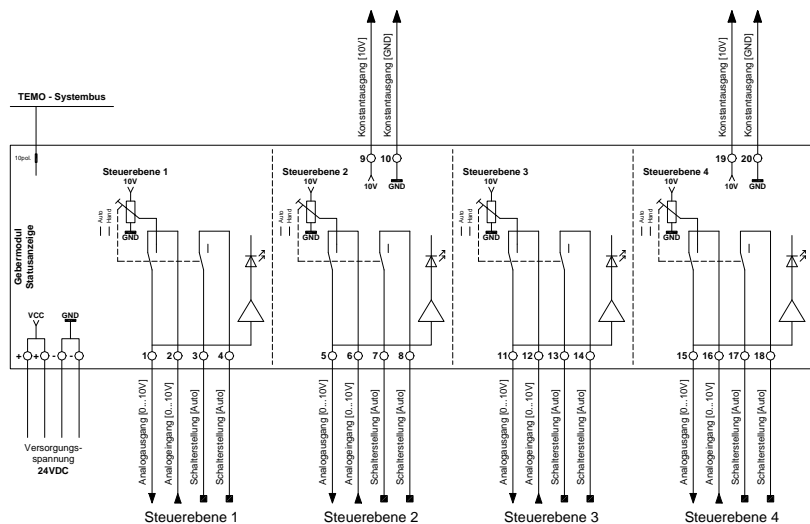 Konstantausgang [10V]
Konstantausgang [GND]
Konstantausgang [10V]
Konstantausgang [GND]
TEMO - Systembus
10pol.
9
10
19
20
10V
GND
10V
GND
Steuerebene 1
Steuerebene 2
Steuerebene 3
Steuerebene 4
10V
10V
10V
10V
Auto
Hand
Auto
Hand
Auto
Hand
Auto
Hand
GND
GND
GND
GND
Gebermodul
Statusanzeige
VCC
GND
+
+
-
-
1
2
3
4
5
6
7
8
11
12
13
14
15
16
17
18
Versorgungs-
spannung
24VDC
Analogausgang [0...10V]
Analogeingang [0...10V]
Schalterstellung [Auto]
Schalterstellung [Auto]
Analogausgang [0...10V]
Analogeingang [0...10V]
Schalterstellung [Auto]
Schalterstellung [Auto]
Analogausgang [0...10V]
Analogeingang [0...10V]
Schalterstellung [Auto]
Schalterstellung [Auto]
Analogausgang [0...10V]
Analogeingang [0...10V]
Schalterstellung [Auto]
Schalterstellung [Auto]
Steuerebene 1
Steuerebene 2
Steuerebene 3
Steuerebene 4